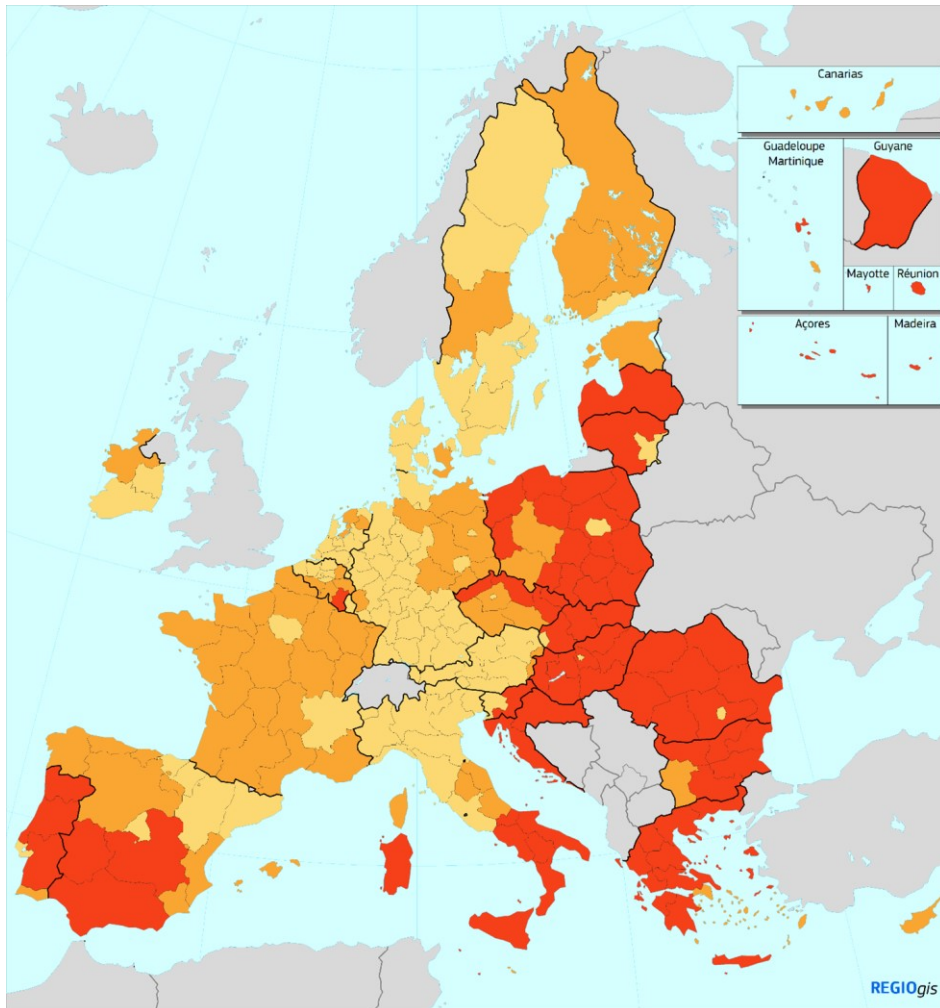 Canarias
Guadeloupe
Martinique
Guyane
Mayotte
Réunion
Açores
Madeira
REGIOgis